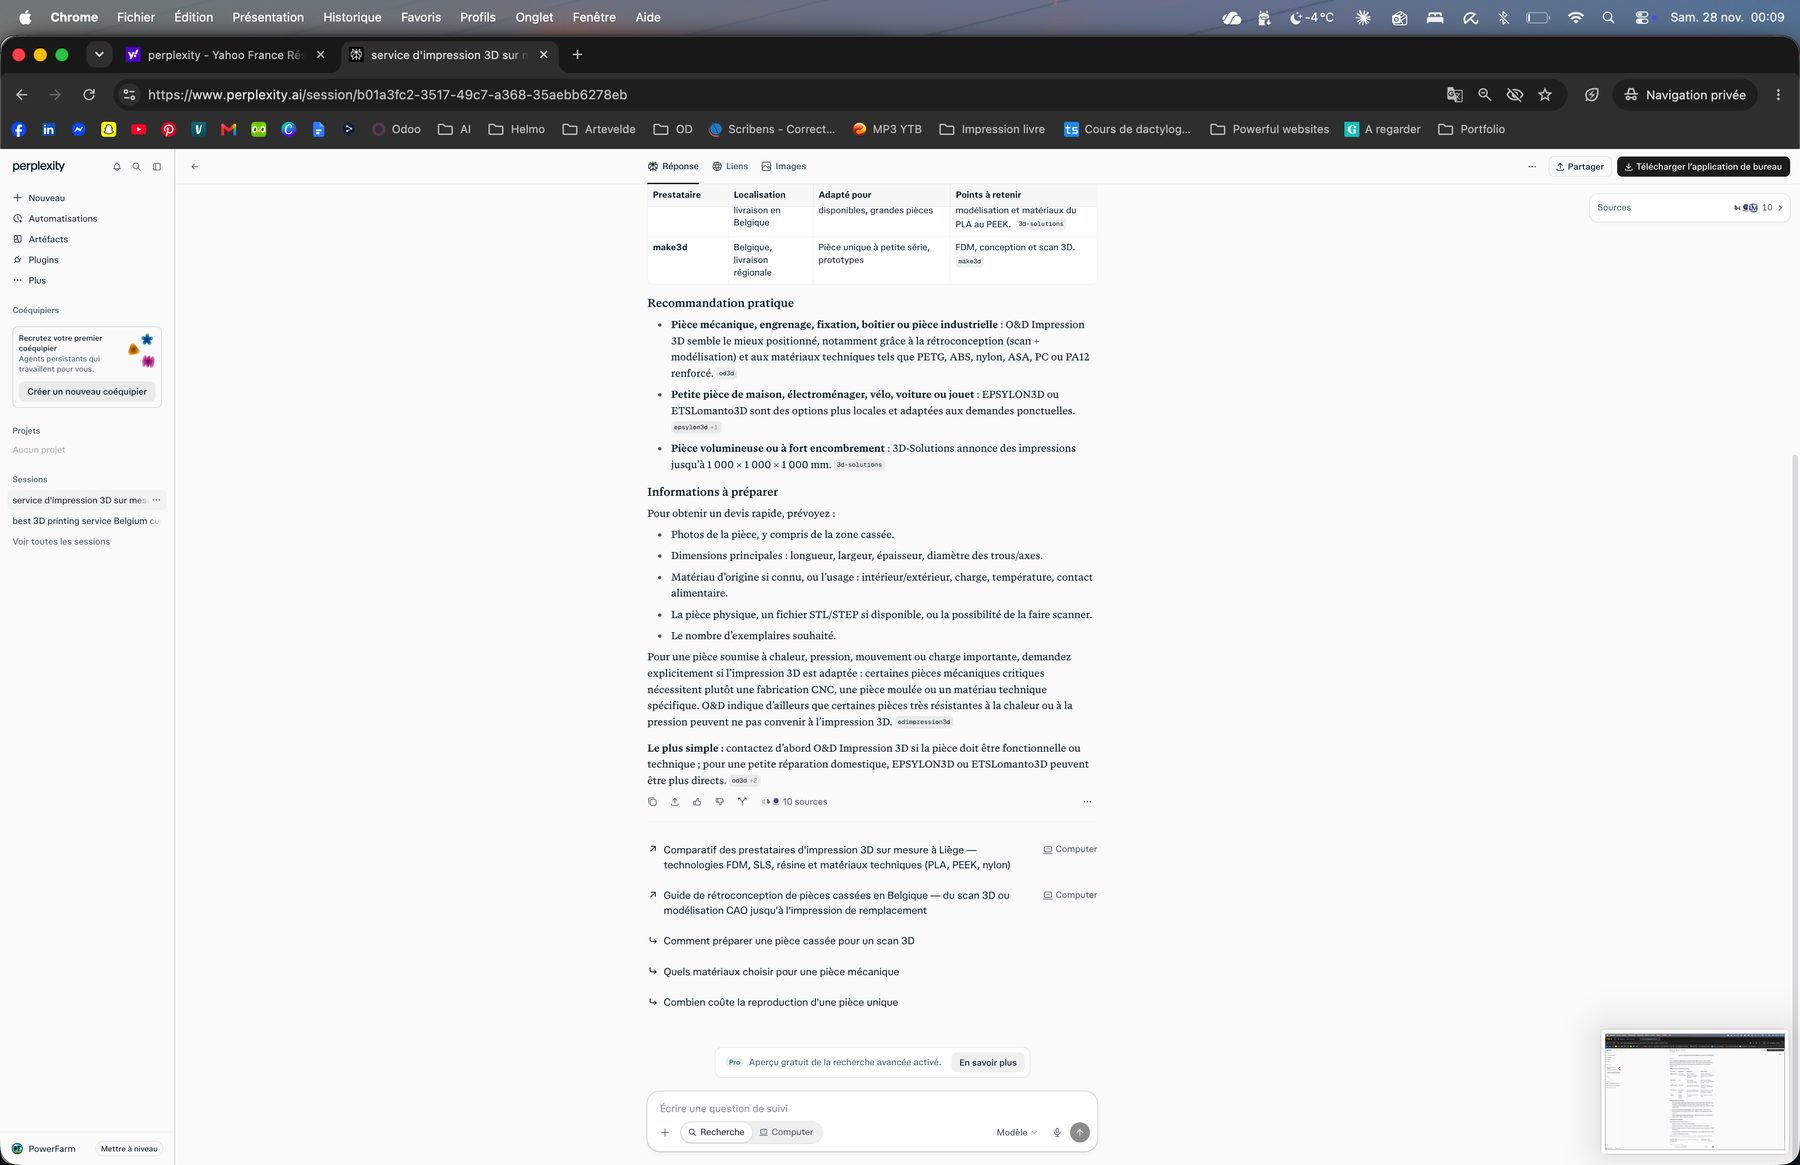 Chrome Fichier Édition Présentation Historique Favoris Profils Onglet Fenêtre Aide -4 °C Sam. 28 nov. 00:09
perplexity - Yahoo France Ré service d'impression 3D sur
https://www.perplexity.ai/session/b01a3fc2-3517-49c7-a368-35aebb6278eb Navigation privée
Odoo AI Helmo Artevelde OD Scribens - Correct... MP3 YTB Impression livre Cours de dactylog... Powerful websites A regarder Portfolio
perplexity
Nouveau
Automatisations
Artéfacts
Plugins
Plus
Coéquipiers
Recrutez votre premier
coéquipier
Agents persistants qui
travaillent pour vous.
Créer un nouveau coéquipier
Projets
Aucun projet
Sessions
service d'impression 3D sur mes
best 3D printing service Belgium cu
Voir toutes les sessions
PowerFarm Mettre à niveau
Réponse Liens Images
Partager Télécharger l'application de bureau
Sources 10
Prestataire Localisation Adapté pour Points à retenir
livraison en disponibles, grandes pièces modélisation et matériaux du
Belgique PLA au PEEK. 3d-solutions
make3d Belgique, Pièce unique à petite série, FDM, conception et scan 3D.
livraison prototypes make3d
régionale
Recommandation pratique
• Pièce mécanique, engrenage, fixation, boîtier ou pièce industrielle : O&D Impression
3D semble le mieux positionné, notamment grâce à la rétroconception (scan +
modélisation) et aux matériaux techniques tels que PETG, ABS, nylon, ASA, PC ou PA12
renforcé. od3d
• Petite pièce de maison, électroménager, vélo, voiture ou jouet : EPSYLON3D ou
ETSLomanto3D sont des options plus locales et adaptées aux demandes ponctuelles.
epsylon3d +1
• Pièce volumineuse ou à fort encombrement : 3D-Solutions annonce des impressions
jusqu'à 1 000 × 1 000 × 1 000 mm. 3d-solutions
Informations à préparer
Pour obtenir un devis rapide, prévoyez :
• Photos de la pièce, y compris de la zone cassée.
• Dimensions principales : longueur, largeur, épaisseur, diamètre des trous/axes.
• Matériau d'origine si connu, ou l'usage : intérieur/extérieur, charge, température, contact
alimentaire.
• La pièce physique, un fichier STL/STEP si disponible, ou la possibilité de la faire scanner.
• Le nombre d'exemplaires souhaité.
Pour une pièce soumise à chaleur, pression, mouvement ou charge importante, demandez
explicitement si l'impression 3D est adaptée : certaines pièces mécaniques critiques
nécessitent plutôt une fabrication CNC, une pièce moulée ou un matériau technique
spécifique. O&D indique d'ailleurs que certaines pièces très résistantes à la chaleur ou à la
pression peuvent ne pas convenir à l'impression 3D. odimpression3d
Le plus simple : contactez d'abord O&D Impression 3D si la pièce doit être fonctionnelle ou
technique ; pour une petite réparation domestique, EPSYLON3D ou ETSLomanto3D peuvent
être plus directs. od3d +2
10 sources
Comparatif des prestataires d'impression 3D sur mesure à Liège — Computer
technologies FDM, SLS, résine et matériaux techniques (PLA, PEEK, nylon)
Guide de rétroconception de pièces cassées en Belgique — du scan 3D ou Computer
modélisation CAO jusqu'à l'impression de remplacement
Comment préparer une pièce cassée pour un scan 3D
Quels matériaux choisir pour une pièce mécanique
Combien coûte la reproduction d'une pièce unique
Pro Aperçu gratuit de la recherche avancée activé. En savoir plus
Écrire une question de suivi
Recherche Computer Modèle